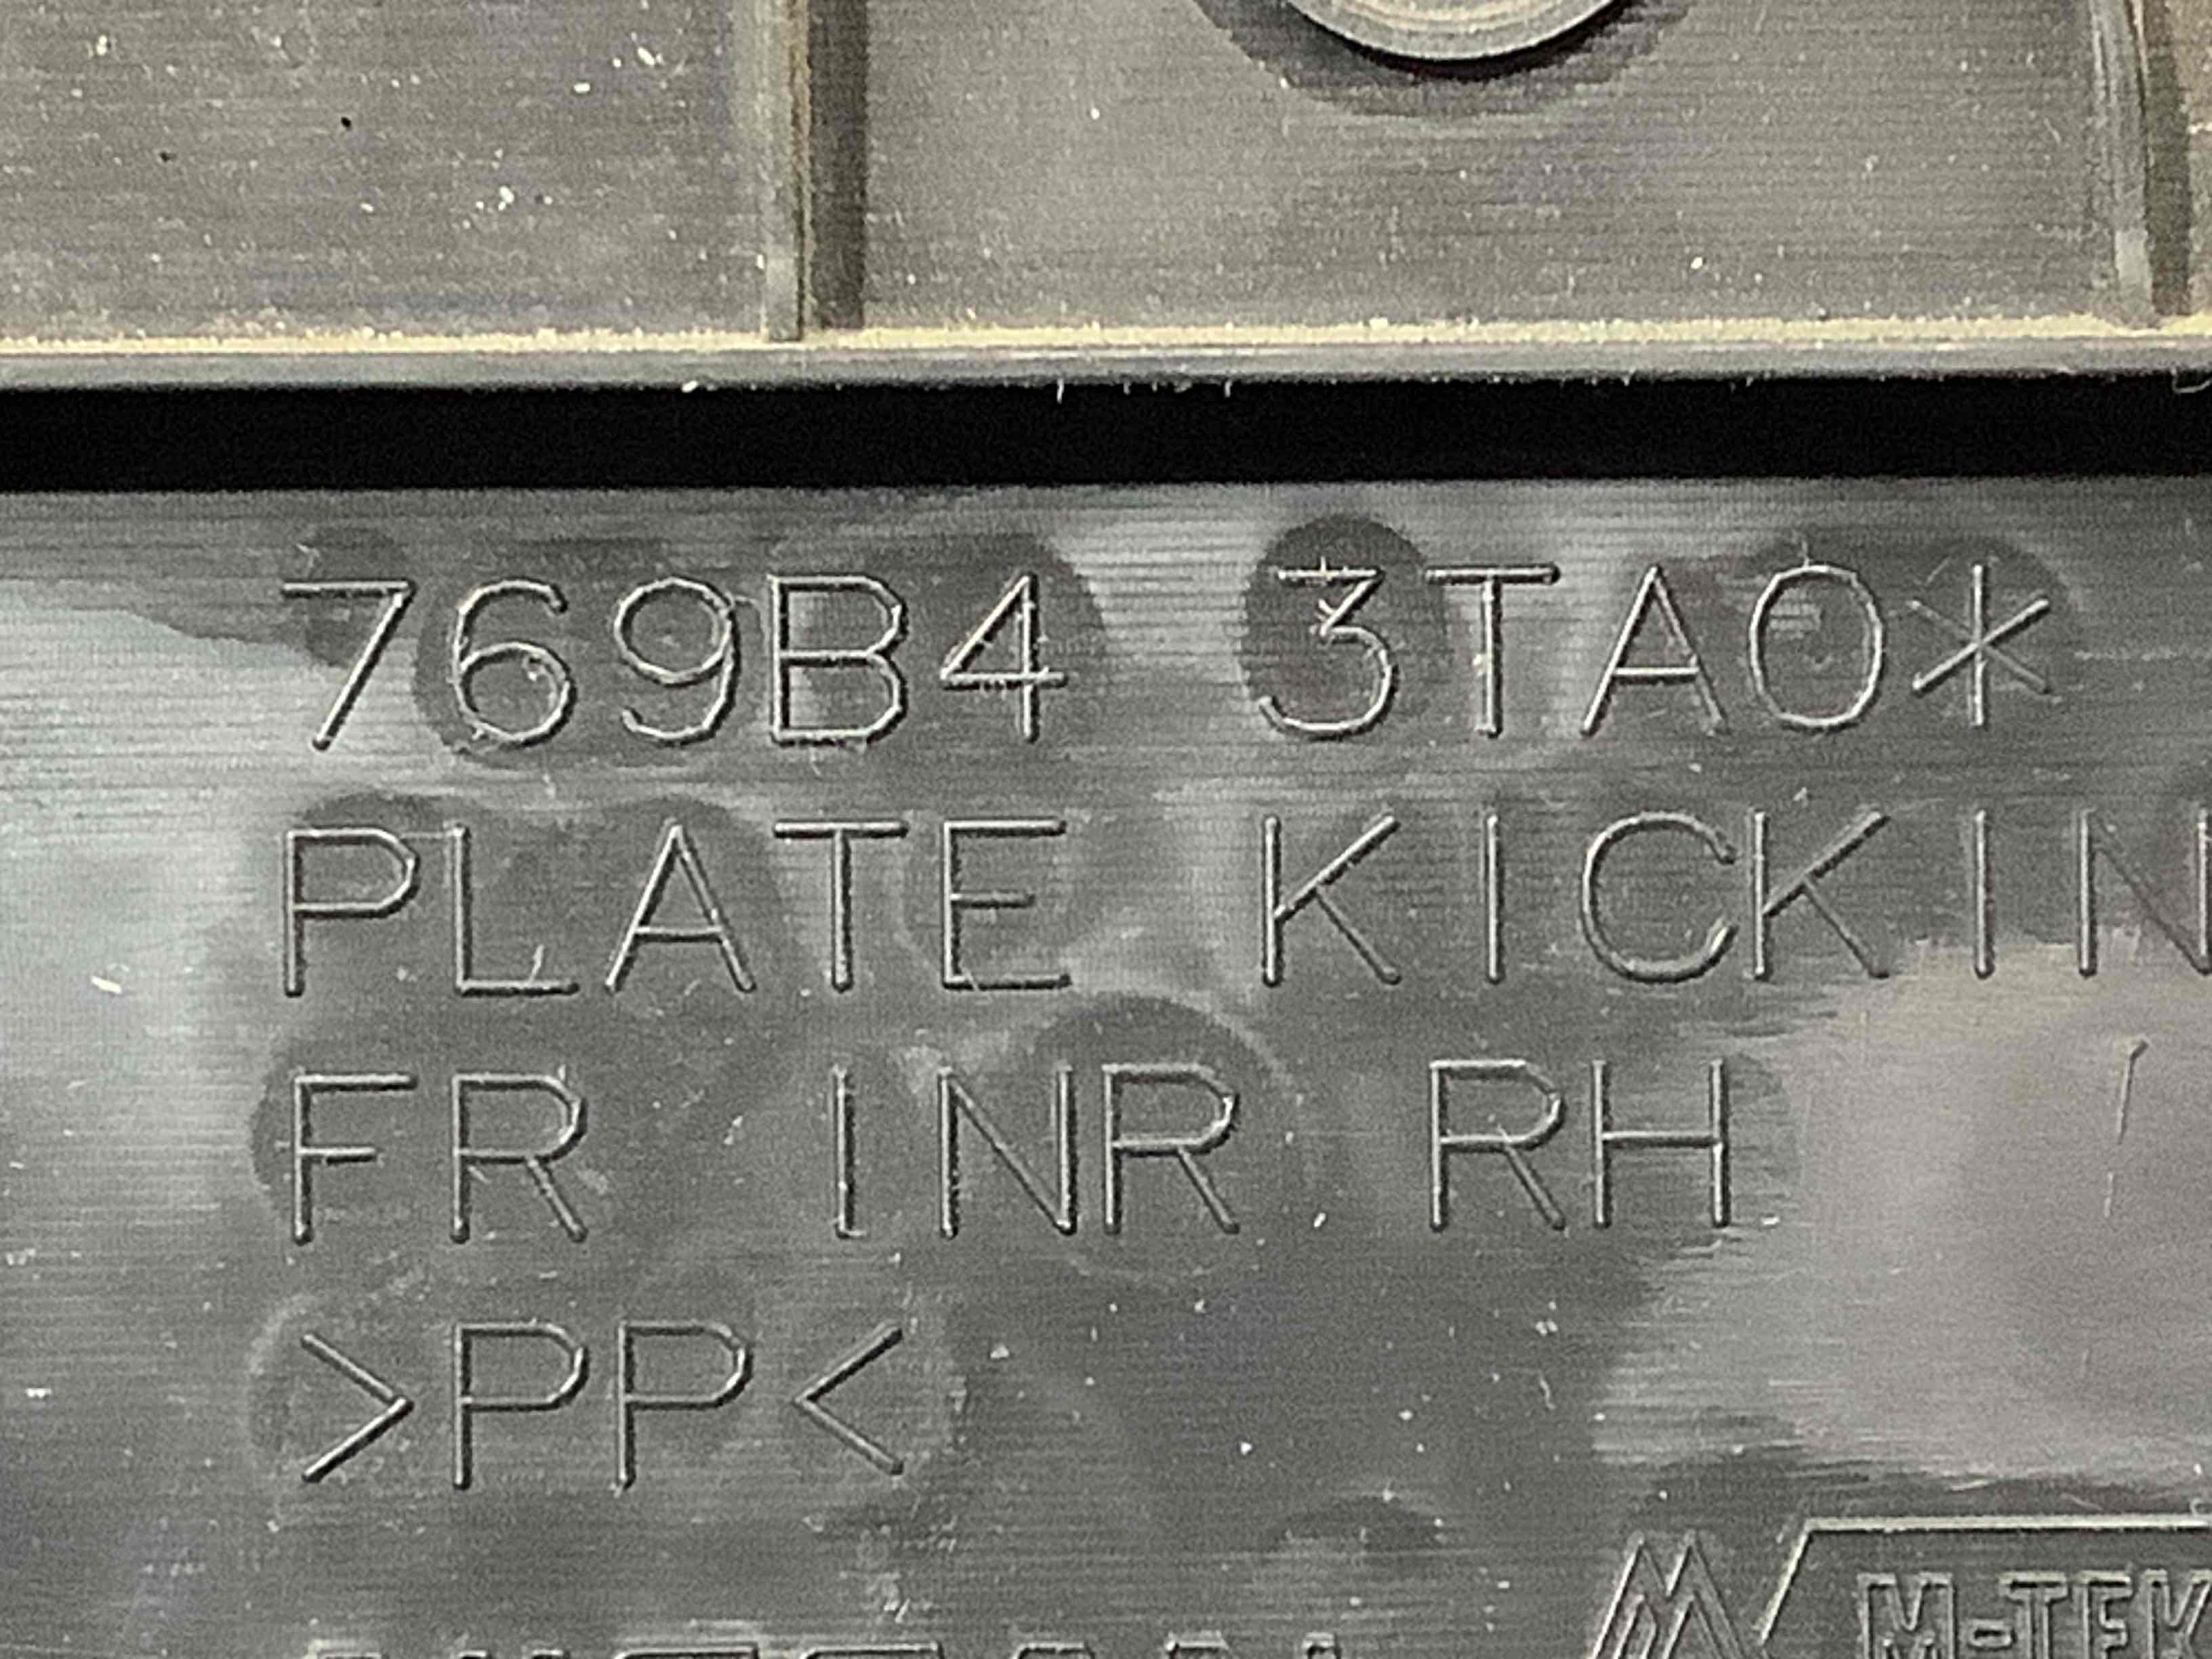 769B4 3TA0*
PLATE KICKIN
FR INR RH
>PP<
M-TEK